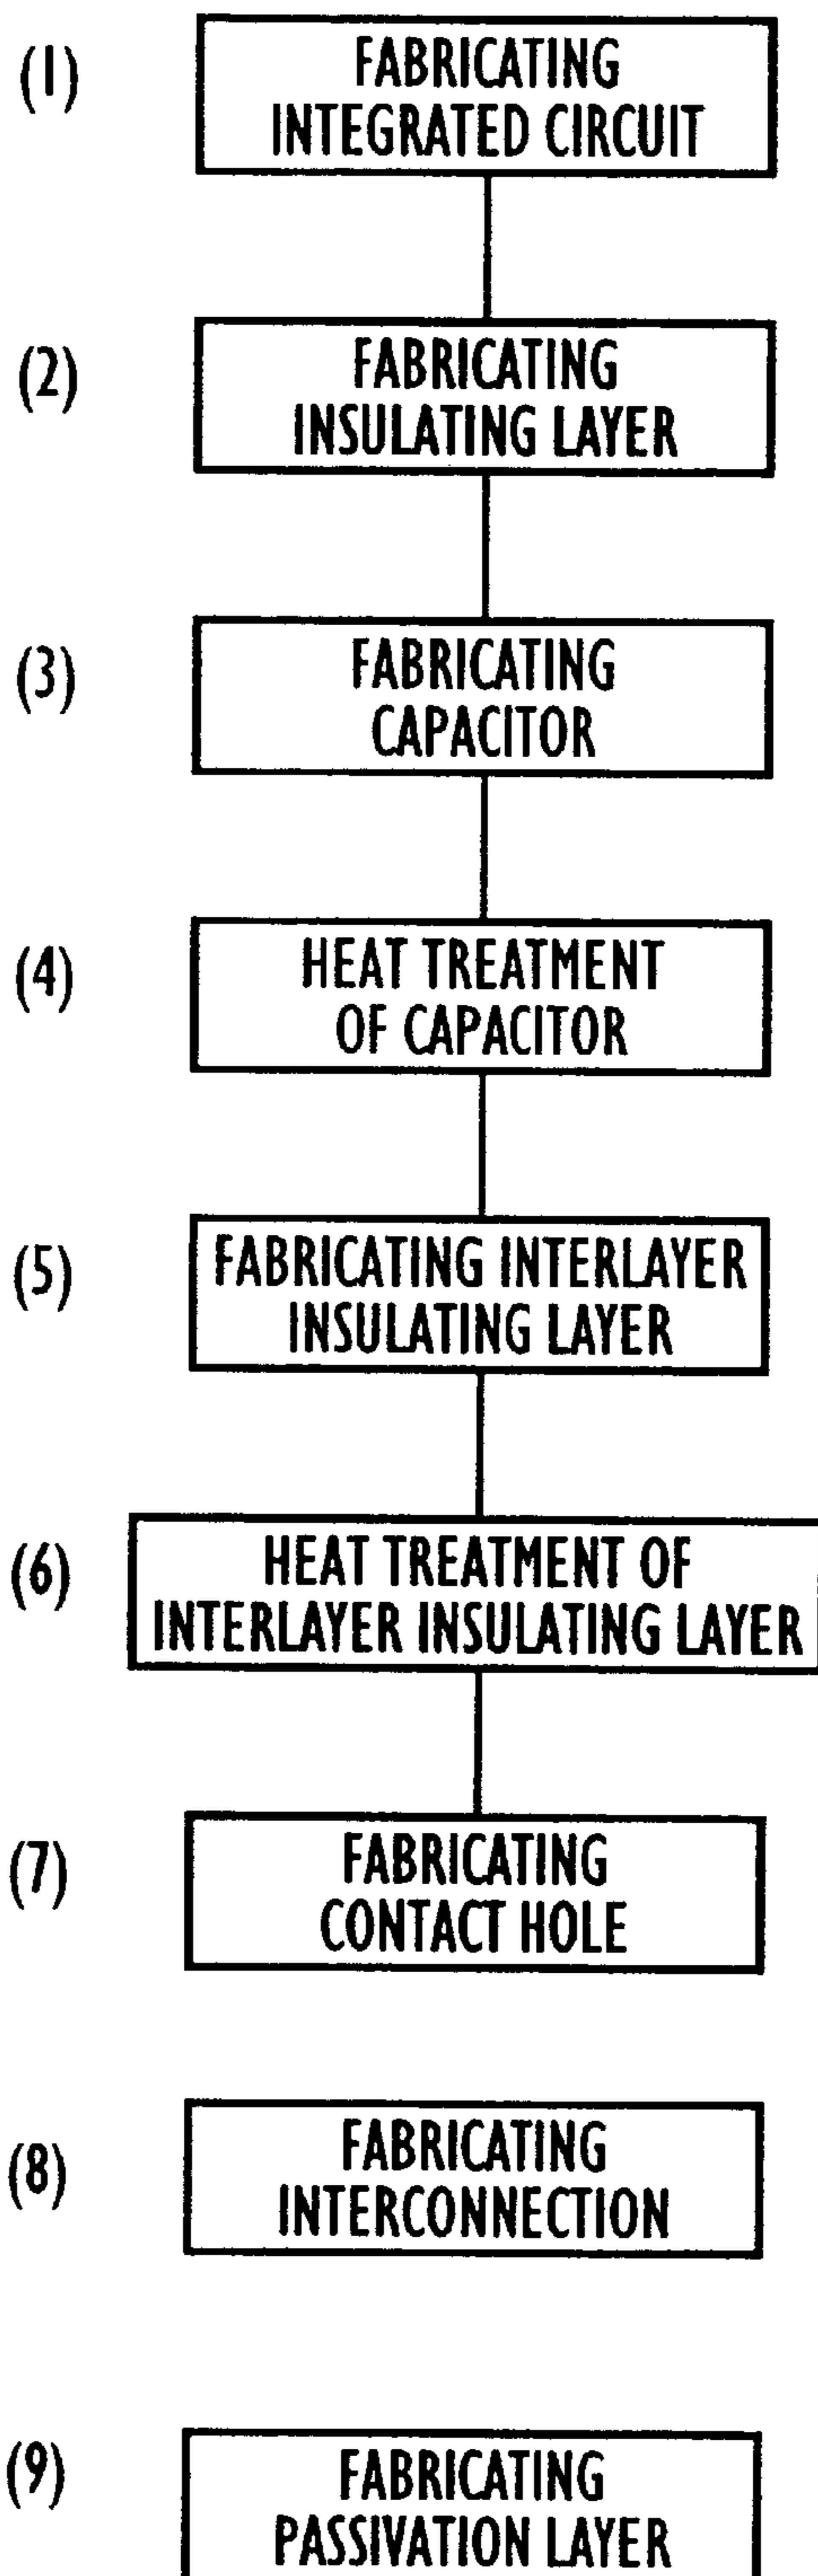 (1)
FABRICATING
INTEGRATED CIRCUIT
(2)
FABRICATING
INSULATING LAYER
(3)
FABRICATING
CAPACITOR
(4)
HEAT TREATMENT
OF CAPACITOR
(5)
FABRICATING INTERLAYER
INSULATING LAYER
(6)
HEAT TREATMENT OF
INTERLAYER INSULATING LAYER
(7)
FABRICATING
CONTACT HOLE
(8)
FABRICATING
INTERCONNECTION
(9)
FABRICATING
PASSIVATION LAYER